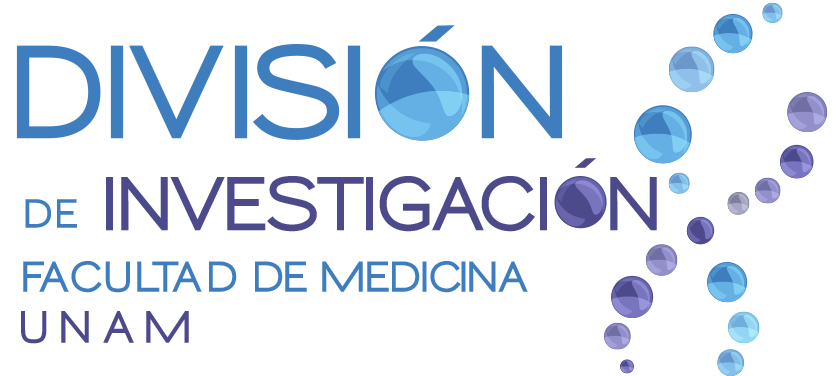 DIVISIÓN
DE INVESTIGACIÓN
FACULTAD DE MEDICINA
UNAM